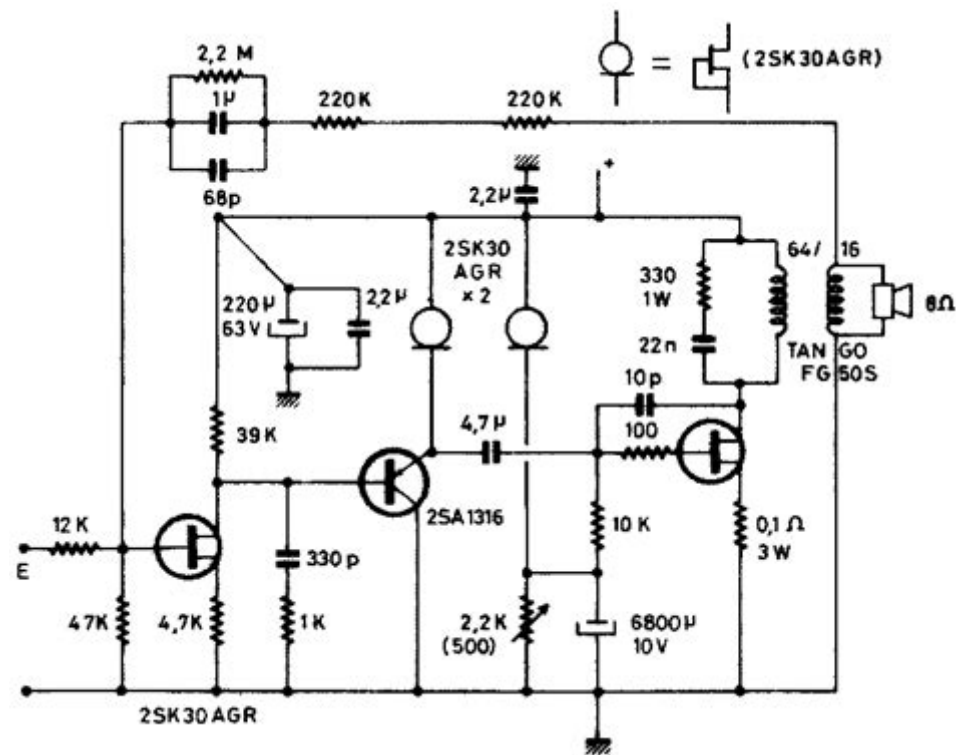 2,2 M
1µ
68p
220K
220K
=
(2SK30AGR)
2,2µ
+
2SK30
AGR
× 2
220µ
63V
2,2µ
330
1W
22n
64/ 16
8Ω
TANGO
FG 50S
10p
39K
4,7µ
100
2SA1316
12K
E
330p
10K
0,1 Ω
3W
47K
4,7K
1K
2,2K
(500)
6800µ
10V
2SK30AGR